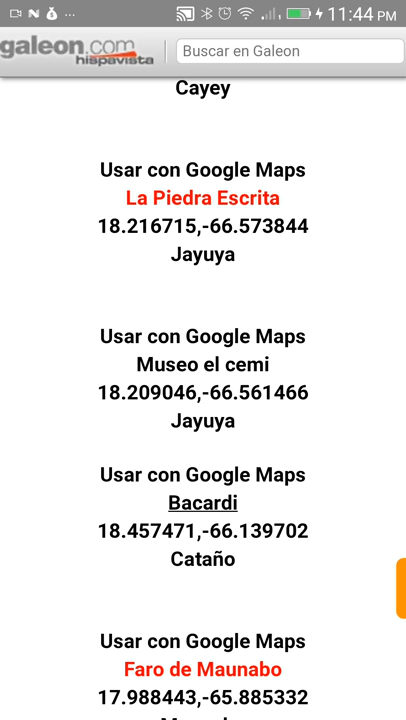 11:44 PM
galeon.com
hispavista
Buscar en Galeon
Cayey
Usar con Google Maps
La Piedra Escrita
18.216715,-66.573844
Jayuya
Usar con Google Maps
Museo el cemi
18.209046,-66.561466
Jayuya
Usar con Google Maps
Bacardi
18.457471,-66.139702
Cataño
Usar con Google Maps
Faro de Maunabo
17.988443,-65.885332